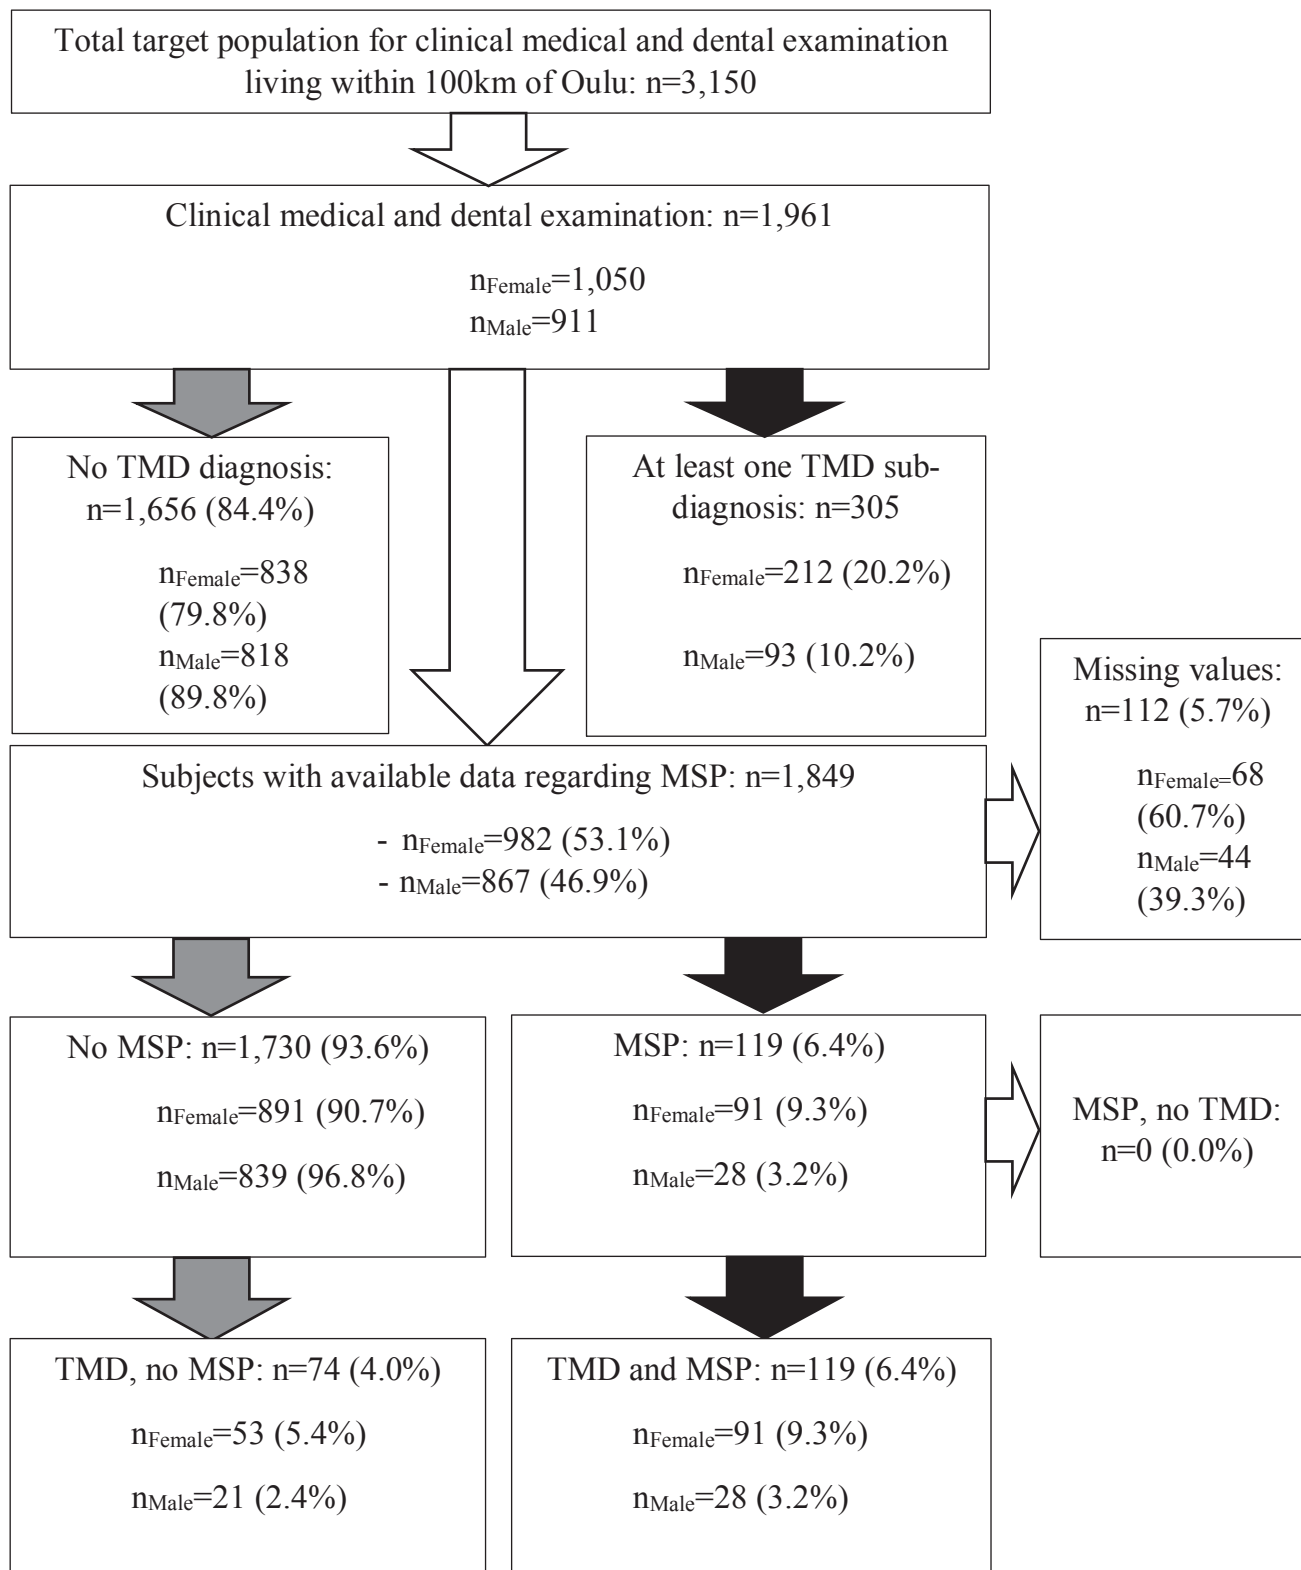 Total target population for clinical medical and dental examination
living within 100km of Oulu: n=3,150
Clinical medical and dental examination: n=1,961
nFemale=1,050
nMale=911
No TMD diagnosis:
n=1,656 (84.4%)
nFemale=838
(79.8%)
nMale=818
(89.8%)
At least one TMD sub-
diagnosis: n=305
nFemale=212 (20.2%)
nMale=93 (10.2%)
Missing values:
n=112 (5.7%)
nFemale=68
(60.7%)
nMale=44
(39.3%)
Subjects with available data regarding MSP: n=1,849
- nFemale=982 (53.1%)
- nMale=867 (46.9%)
No MSP: n=1,730 (93.6%)
nFemale=891 (90.7%)
nMale=839 (96.8%)
MSP: n=119 (6.4%)
nFemale=91 (9.3%)
nMale=28 (3.2%)
MSP, no TMD:
n=0 (0.0%)
TMD, no MSP: n=74 (4.0%)
nFemale=53 (5.4%)
nMale=21 (2.4%)
TMD and MSP: n=119 (6.4%)
nFemale=91 (9.3%)
nMale=28 (3.2%)